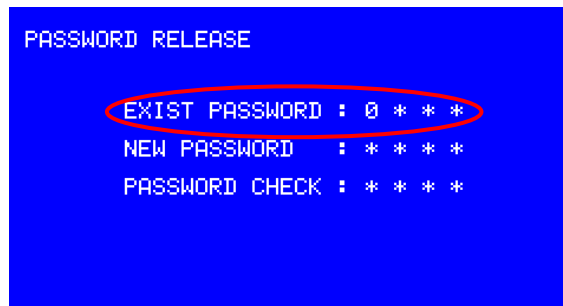 PASSWORD RELEASE
EXIST PASSWORD : 0 * * *
NEW PASSWORD : * * * *
PASSWORD CHECK : * * * *